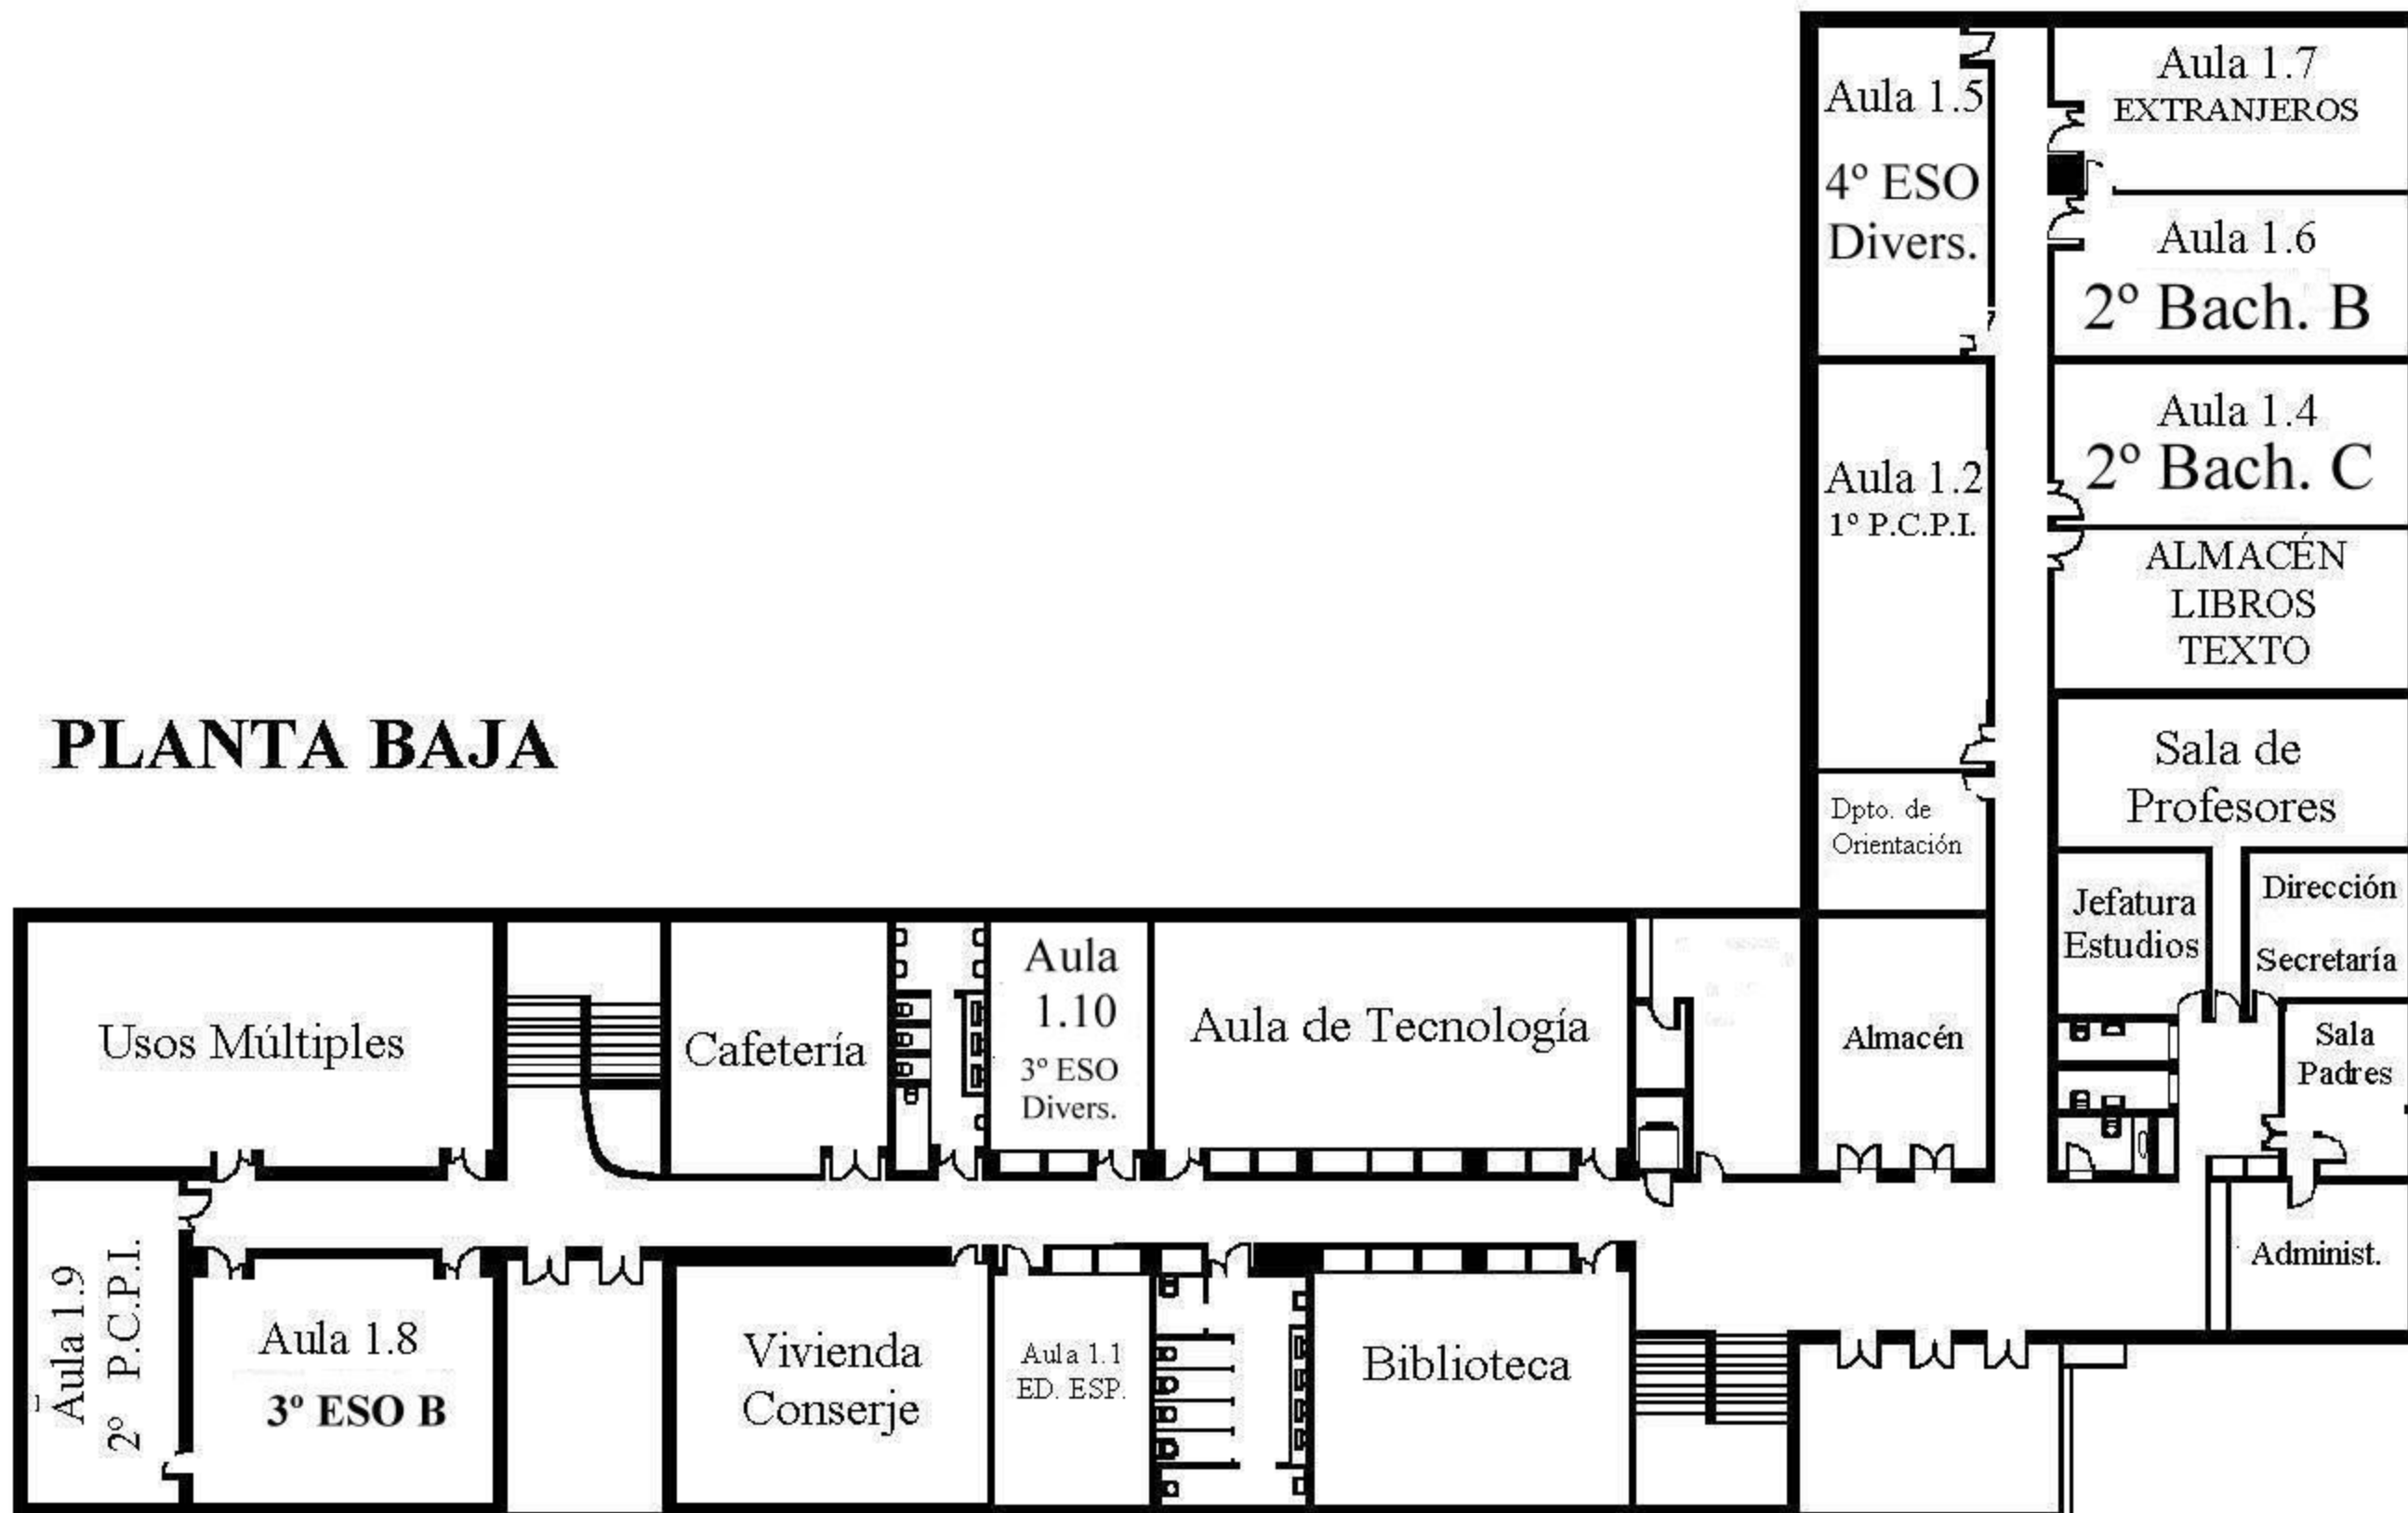 Aula 1.5
4º ESO
Divers.
Aula 1.7
EXTRANJEROS
Aula 1.6
2º Bach. B
Aula 1.4
2º Bach. C
Aula 1.2
1º P.C.P.I.
ALMACÉN
LIBROS
TEXTO
PLANTA BAJA
Sala de
Profesores
Dpto. de
Orientación
Jefatura
Estudios
Dirección
Secretaría
Usos Múltiples
Cafetería
Aula
1.10
3º ESO
Divers.
Aula de Tecnología
Almacén
Sala
Padres
Aula 1.9
2º P.C.P.I.
Aula 1.8
3º ESO B
Vivienda
Conserje
Aula 1.1
ED. ESP.
Biblioteca
Administ.